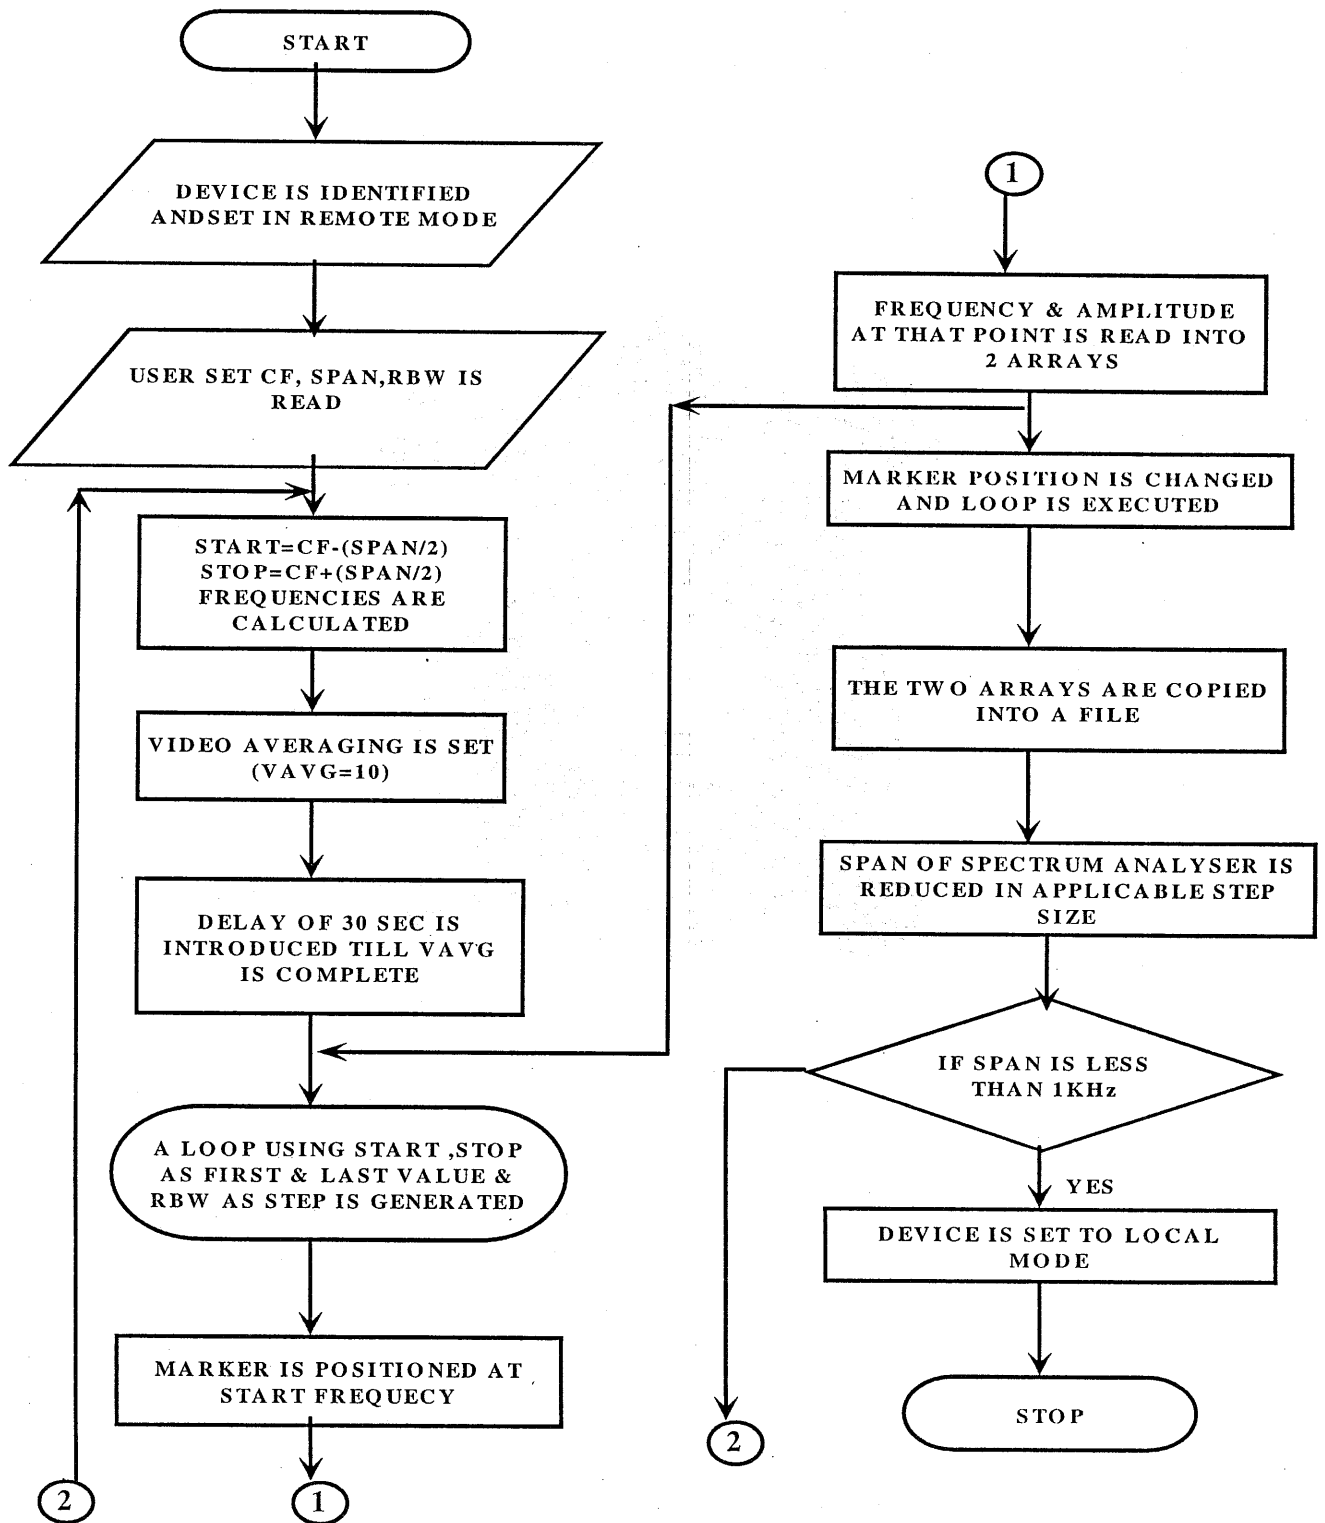 START
DEVICE IS IDENTIFIED
ANDSET IN REMOTE MODE
USER SET CF, SPAN,RBW IS
READ
START=CF-(SPAN/2)
STOP=CF+(SPAN/2)
FREQUENCIES ARE
CALCULATED
VIDEO AVERAGING IS SET
(VAVG=10)
DELAY OF 30 SEC IS
INTRODUCED TILL VAVG
IS COMPLETE
A LOOP USING START ,STOP
AS FIRST & LAST VALUE &
RBW AS STEP IS GENERATED
MARKER IS POSITIONED AT
START FREQUECY
2
1
1
FREQUENCY & AMPLITUDE
AT THAT POINT IS READ INTO
2 ARRAYS
MARKER POSITION IS CHANGED
AND LOOP IS EXECUTED
THE TWO ARRAYS ARE COPIED
INTO A FILE
SPAN OF SPECTRUM ANALYSER IS
REDUCED IN APPLICABLE STEP
SIZE
IF SPAN IS LESS
THAN 1KHz
YES
DEVICE IS SET TO LOCAL
MODE
STOP
2